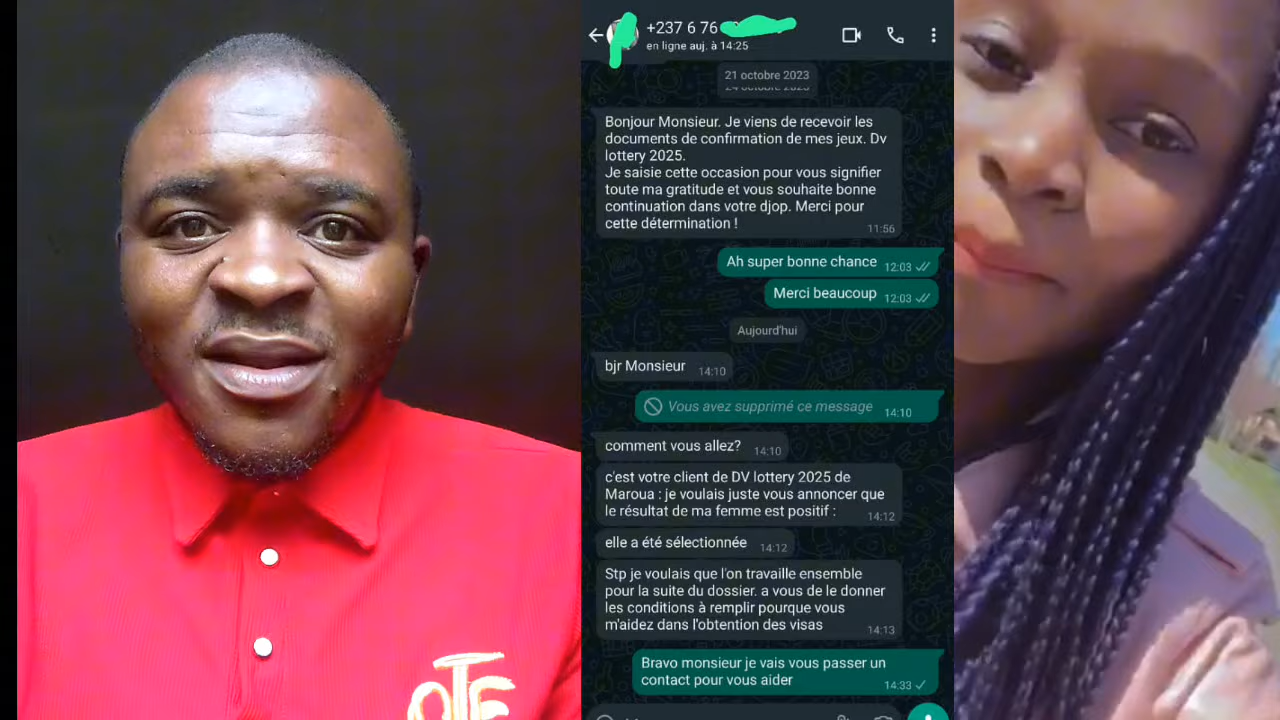 +237 6 76
en ligne auj. à 14:25
21 octobre 2023
24 octobre 2023
Bonjour Monsieur. Je viens de recevoir les
documents de confirmation de mes jeux. Dv
lottery 2025.
Je saisie cette occasion pour vous signifier
toute ma gratitude et vous souhaite bonne
continuation dans votre djop. Merci pour
cette détermination !
11:56
Ah super bonne chance
12:03
Merci beaucoup
12:03
Aujourd'hui
bjr Monsieur
14:10
Vous avez supprimé ce message
14:10
comment vous allez?
14:10
c'est votre client de DV lottery 2025 de
Maroua : je voulais juste vous annoncer que
le résultat de ma femme est positif :
14:12
elle a été sélectionnée
14:12
Stp je voulais que l'on travaille ensemble
pour la suite du dossier. a vous de le donner
les conditions à remplir pourque vous
m'aidez dans l'obtention des visas
14:13
Bravo monsieur je vais vous passer un
contact pour vous aider
14:33